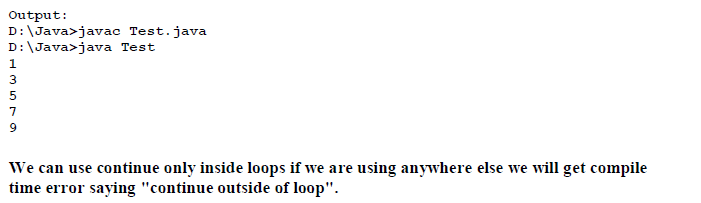 Output:
D:\Java>javac Test.java
D:\Java>java Test
1
3
5
7
9
We can use continue only inside loops if we are using anywhere else we will get compile
time error saying "continue outside of loop".